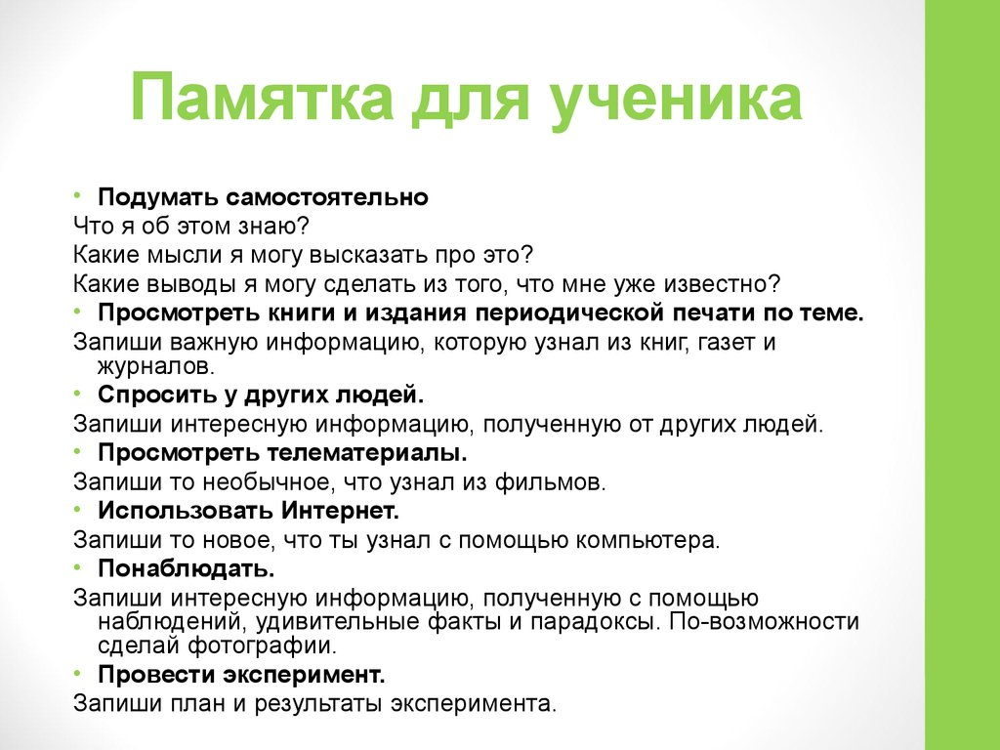 Памятка для ученика
• Подумать самостоятельно
Что я об этом знаю?
Какие мысли я могу высказать про это?
Какие выводы я могу сделать из того, что мне уже известно?
• Просмотреть книги и издания периодической печати по теме.
Запиши важную информацию, которую узнал из книг, газет и
журналов.
• Спросить у других людей.
Запиши интересную информацию, полученную от других людей.
• Просмотреть телематериалы.
Запиши то необычное, что узнал из фильмов.
• Использовать Интернет.
Запиши то новое, что ты узнал с помощью компьютера.
• Понаблюдать.
Запиши интересную информацию, полученную с помощью
наблюдений, удивительные факты и парадоксы. По-возможности
сделай фотографии.
• Провести эксперимент.
Запиши план и результаты эксперимента.